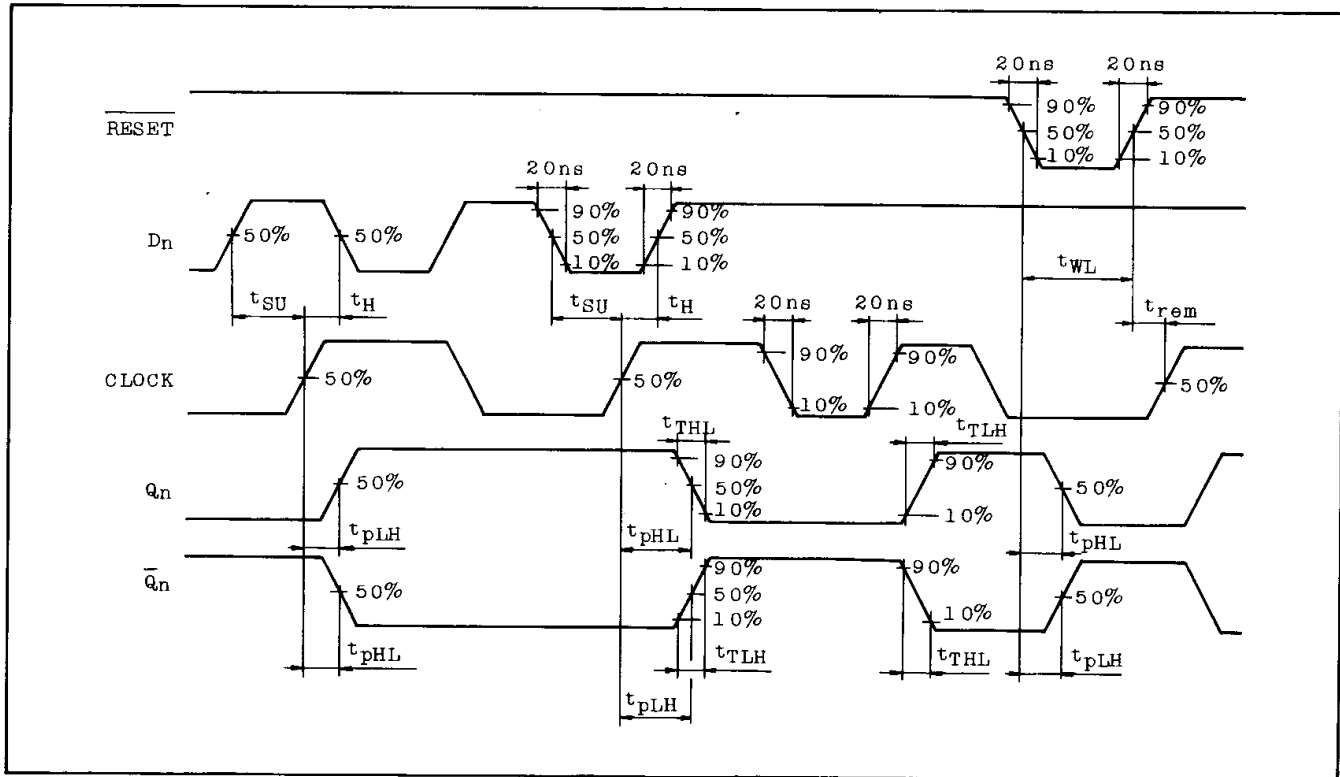 20ns 20ns
RESET 90% 90%
50% 50%
10% 10%
20ns 20ns
Dn 50% 50% 90% 90%
50% 50%
10% 10%
tSU tH tSU tH tWL
20ns 20ns trem
CLOCK 50% 50% 90% 90% 50%
10% 10%
tTHL tTLH
Qn 50% 90% 90% 50%
50%
10% 10%
tpLH tpHL tpHL
Q̅n 50% 90% 90% 50%
50%
10% 10%
tpHL tTLH tTHL tpLH
tpLH